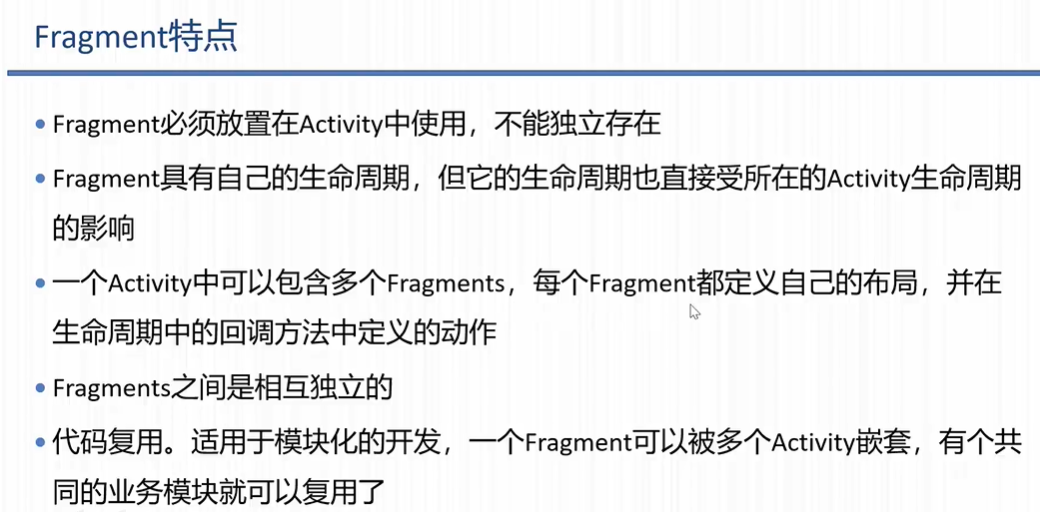 Fragment特点
• Fragment必须放置在Activity中使用，不能独立存在
• Fragment具有自己的生命周期，但它的生命周期也直接受所在的Activity生命周期
的影响
• 一个Activity中可以包含多个Fragments，每个Fragment都定义自己的布局，并在
生命周期中的回调方法中定义的动作
• Fragments之间是相互独立的
• 代码复用。适用于模块化的开发，一个Fragment可以被多个Activity嵌套，有个共
同的业务模块就可以复用了